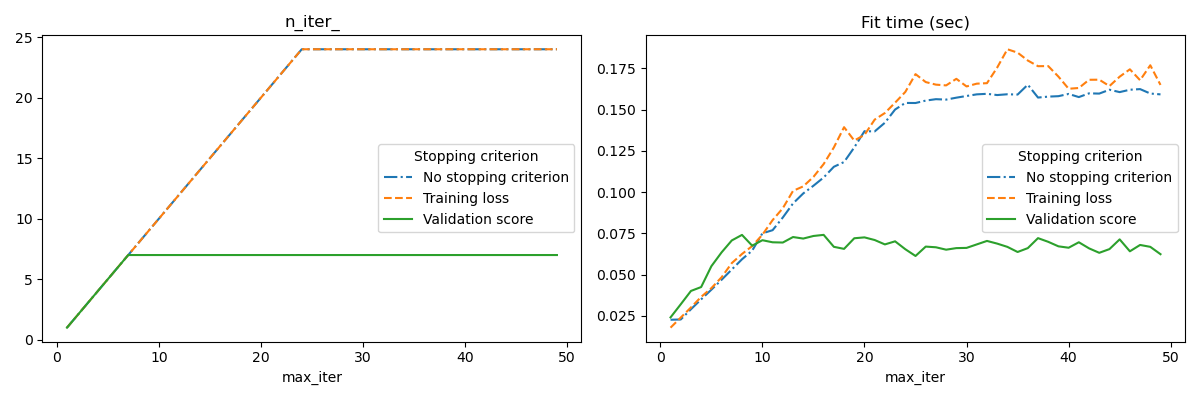 n_iter_
25
20
15
10
5
0
0
10
20
30
40
50
max_iter
Stopping criterion
No stopping criterion
Training loss
Validation score
Fit time (sec)
0.175
0.150
0.125
0.100
0.075
0.050
0.025
0
10
20
30
40
50
max_iter
Stopping criterion
No stopping criterion
Training loss
Validation score